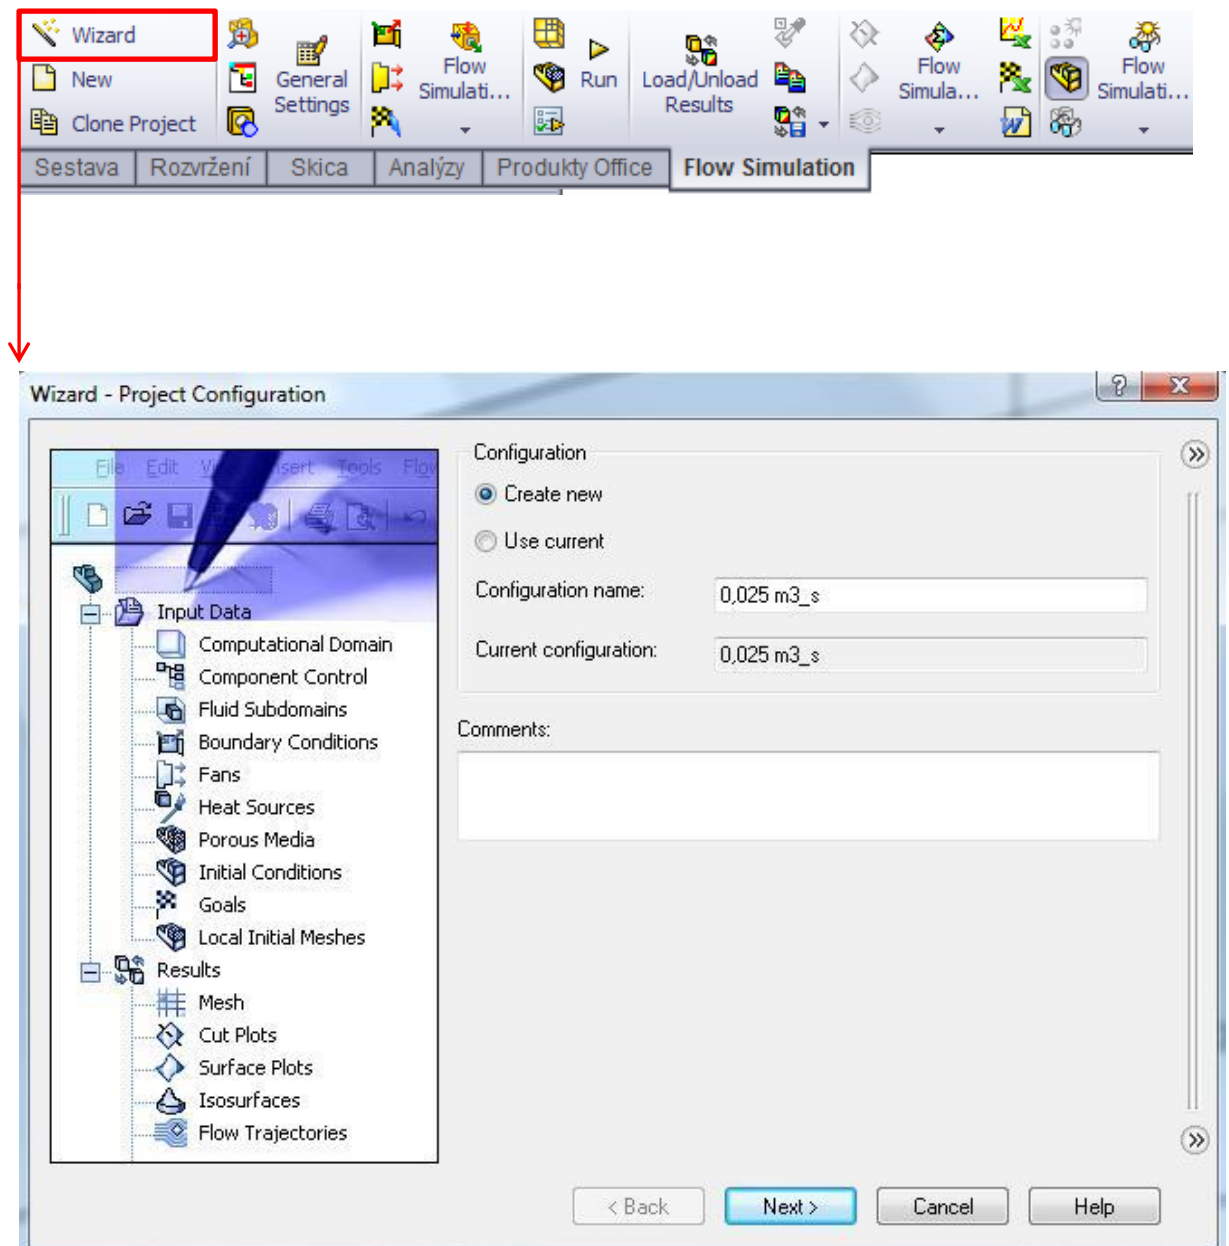 Wizard
New
Clone Project
General
Settings
Flow
Simulati...
Run
Load/Unload
Results
Flow
Simula...
Flow
Simulati...
Sestava
Rozvržení
Skica
Analýzy
Produkty Office
Flow Simulation
Wizard - Project Configuration
File Edit Insert Tools
Input Data
Computational Domain
Component Control
Fluid Subdomains
Boundary Conditions
Fans
Heat Sources
Porous Media
Initial Conditions
Goals
Local Initial Meshes
Results
Mesh
Cut Plots
Surface Plots
Isosurfaces
Flow Trajectories
Configuration
Create new
Use current
Configuration name:
0,025 m3_s
Current configuration:
0,025 m3_s
Comments:
< Back
Next >
Cancel
Help